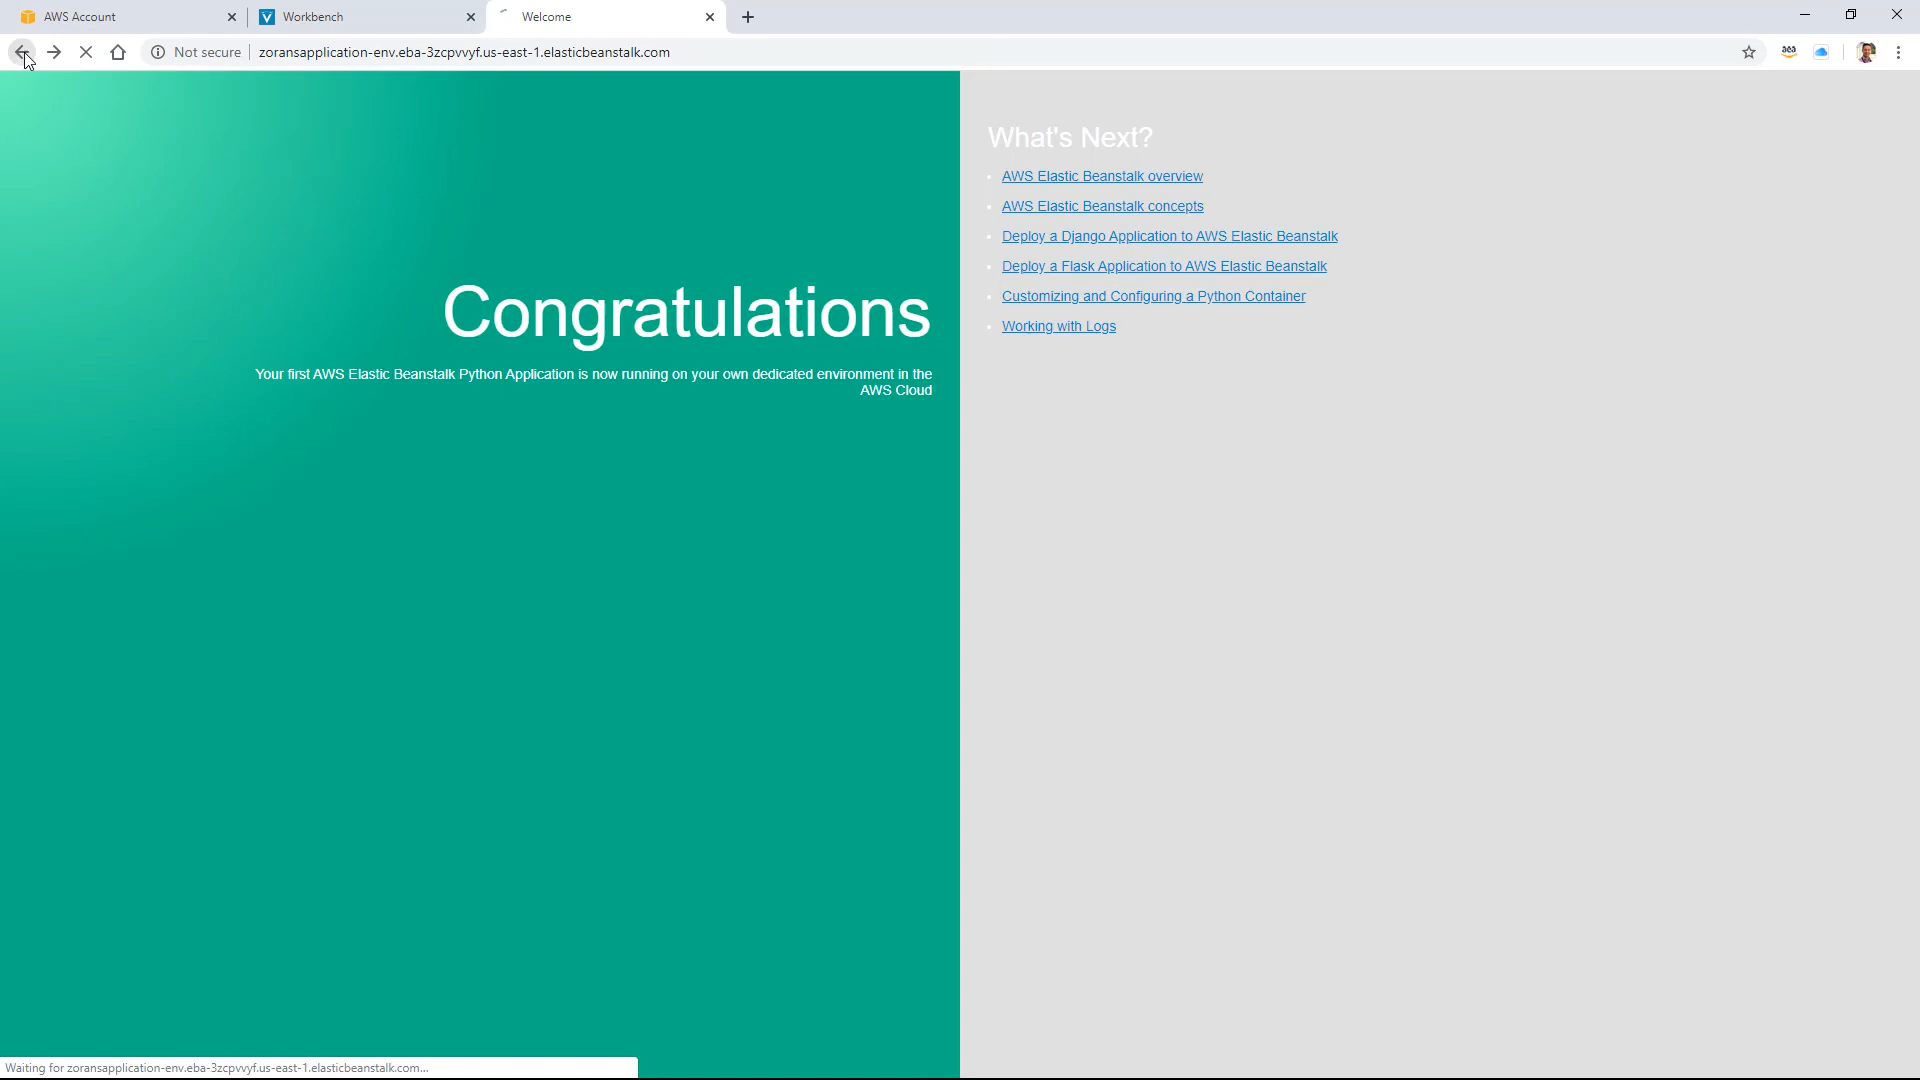 AWS Account
Workbench
Welcome
Not secure
zoransapplication-env.eba-3zcpvvyf.us-east-1.elasticbeanstalk.com
Congratulations
Your first AWS Elastic Beanstalk Python Application is now running on your own dedicated environment in the
AWS Cloud
What's Next?
AWS Elastic Beanstalk overview
AWS Elastic Beanstalk concepts
Deploy a Django Application to AWS Elastic Beanstalk
Deploy a Flask Application to AWS Elastic Beanstalk
Customizing and Configuring a Python Container
Working with Logs
Waiting for zoransapplication-env.eba-3zcpvvyf.us-east-1.elasticbeanstalk.com...